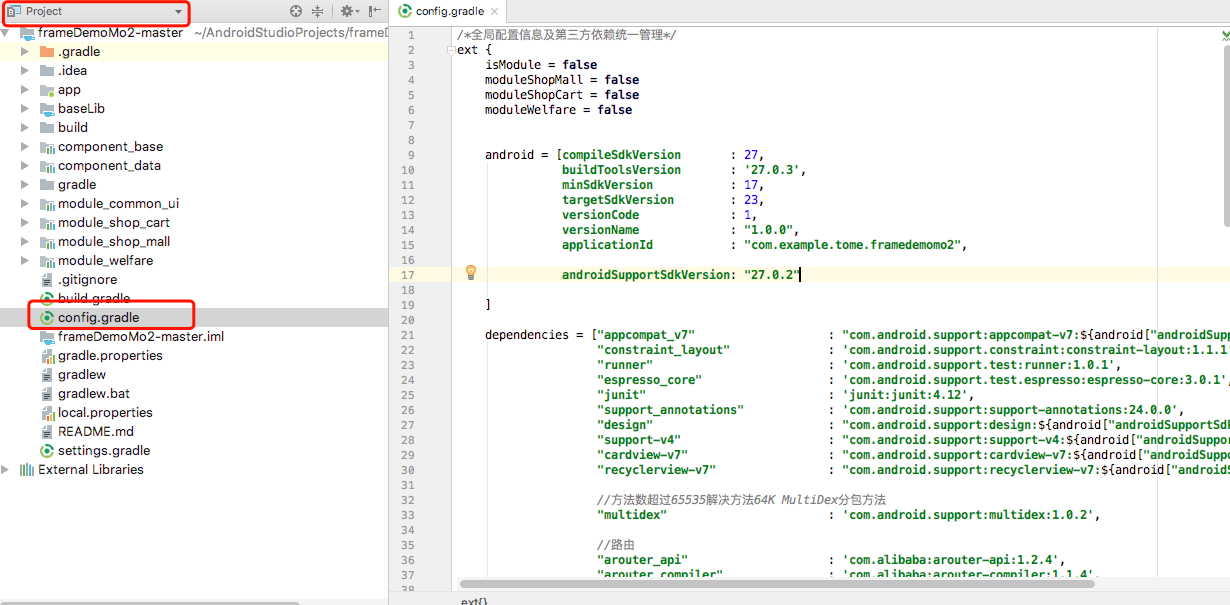 Project
frameDemoMo2-master ~/AndroidStudioProjects/frameD
.gradle
.idea
app
baseLib
build
component_base
component_data
gradle
module_common_ui
module_shop_cart
module_shop_mall
module_welfare
.gitignore
build.gradle
config.gradle
frameDemoMo2-master.iml
gradle.properties
gradlew
gradlew.bat
local.properties
README.md
settings.gradle
External Libraries
config.gradle
1 /*全局配置信息及第三方依赖统一管理*/
2 ext {
3 isModule = false
4 moduleShopMall = false
5 moduleShopCart = false
6 moduleWelfare = false
7
8
9 android = [compileSdkVersion : 27,
10 buildToolsVersion : '27.0.3',
11 minSdkVersion : 17,
12 targetSdkVersion : 23,
13 versionCode : 1,
14 versionName : "1.0.0",
15 applicationId : "com.example.tome.framedemomo2",
16
17 androidSupportSdkVersion: "27.0.2"
18
19 ]
20
21 dependencies = ["appcompat_v7" : "com.android.support:appcompat-v7:${android["androidSupp
22 "constraint_layout" : 'com.android.support.constraint:constraint-layout:1.1.1'
23 "runner" : 'com.android.support.test:runner:1.0.1',
24 "espresso_core" : 'com.android.support.test.espresso:espresso-core:3.0.1',
25 "junit" : 'junit:junit:4.12',
26 "support_annotations" : 'com.android.support:support-annotations:24.0.0',
27 "design" : "com.android.support:design:${android["androidSupportSdk
28 "support-v4" : "com.android.support:support-v4:${android["androidSuppor
29 "cardview-v7" : "com.android.support:cardview-v7:${android["androidSuppo
30 "recyclerview-v7" : "com.android.support:recyclerview-v7:${android["androidS
31
32 //方法数超过65535解决方法64K MultiDex分包方法
33 "multidex" : 'com.android.support:multidex:1.0.2',
34
35 //路由
36 "arouter_api" : 'com.alibaba:arouter-api:1.2.4',
37 "arouter_compiler" : 'com.alibaba:arouter-compiler:1.1.4',
38
ext{}